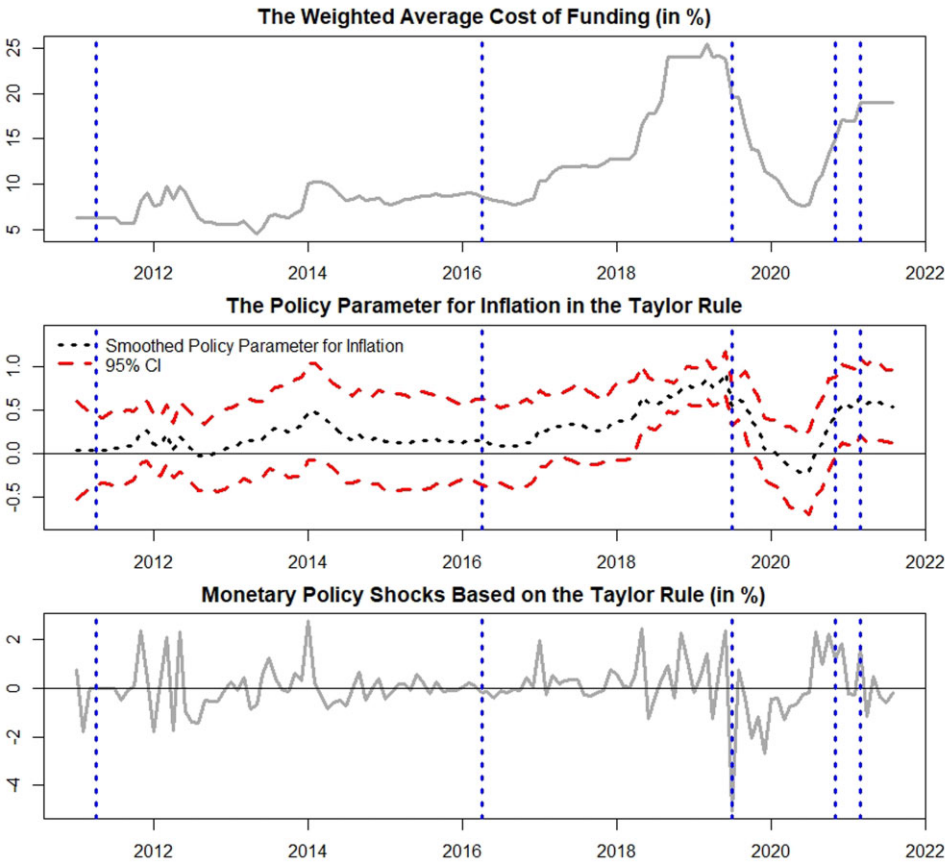 The Weighted Average Cost of Funding (in %)
25
20
15
10
5
2012 2014 2016 2018 2020 2022
The Policy Parameter for Inflation in the Taylor Rule
Smoothed Policy Parameter for Inflation
95% CI
1.0
0.5
0.0
-0.5
2012 2014 2016 2018 2020 2022
Monetary Policy Shocks Based on the Taylor Rule (in %)
2
0
-2
-4
2012 2014 2016 2018 2020 2022